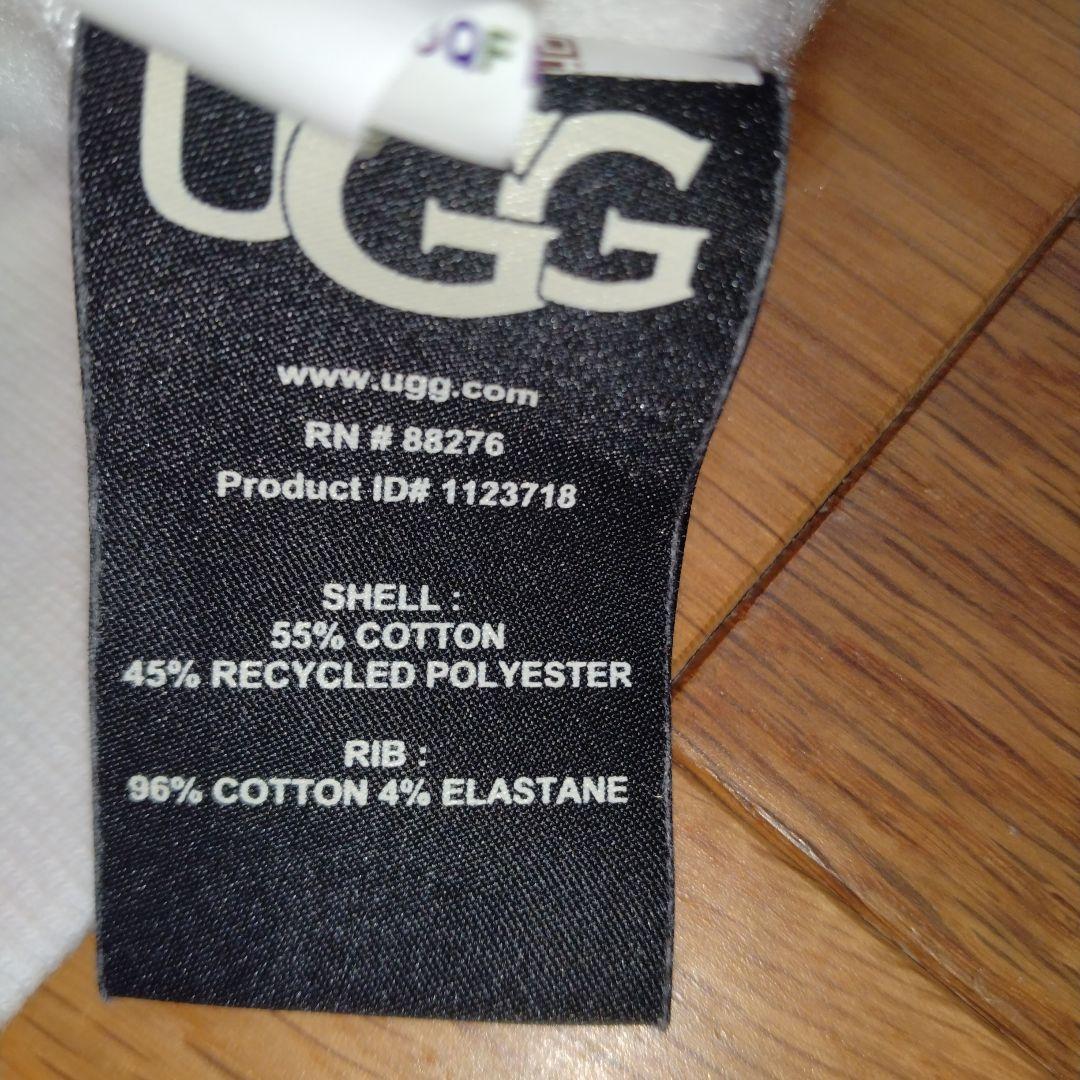 UGG
www.ugg.com
RN # 88276
Product ID# 1123718
SHELL :
55% COTTON
45% RECYCLED POLYESTER
RIB :
96% COTTON 4% ELASTANE